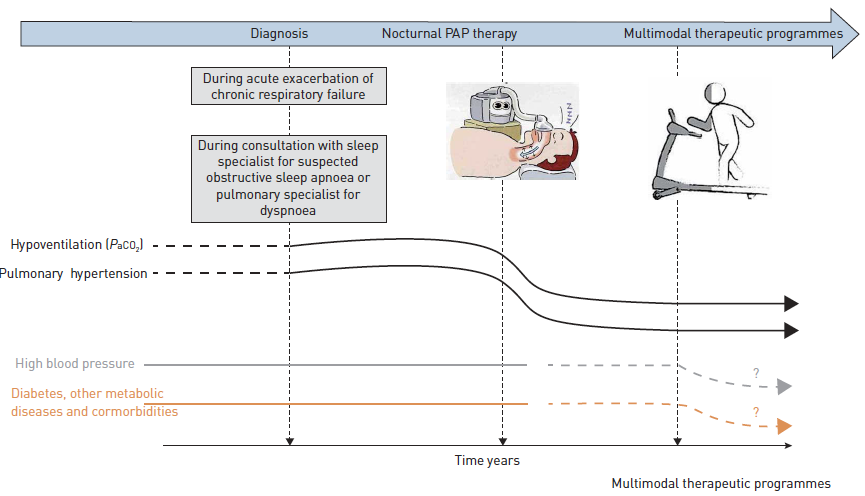 Diagnosis
Nocturnal PAP therapy
Multimodal therapeutic programmes
During acute exacerbation of
chronic respiratory failure
During consultation with sleep
specialist for suspected
obstructive sleep apnoea or
pulmonary specialist for
dyspnoea
ZZZZ
Hypoventilation (PaCO2)
Pulmonary hypertension
High blood pressure
?
Diabetes, other metabolic
diseases and cormorbidities
?
Time years
Multimodal therapeutic programmes